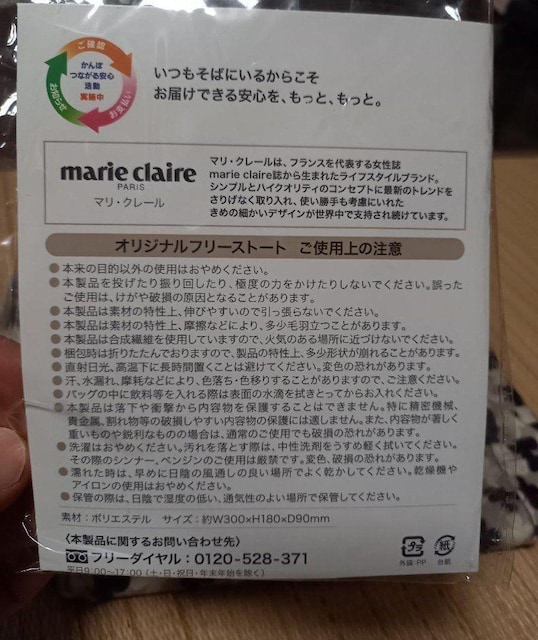 ご確認
かんぽ
つながる安心
活動
実施中
お知らせ
お支払い
いつもそばにいるからこそ
お届けできる安心を、もっと、もっと。
marie claire
PARIS
マリ・クレール
マリ・クレールは、フランスを代表する女性誌
marie claire誌から生まれたライフスタイルブランド。
シンプルとハイクオリティのコンセプトに最新のトレンドを
さりげなく取り入れ、使い勝手も考慮にいれた
きめの細かいデザインが世界中で支持され続けています。
オリジナルフリーストート ご使用上の注意
●本来の目的以外の使用はおやめください。
●本製品を投げたり振り回したり、極度の力をかけたりしないでください。誤った
ご使用は、けがや破損の原因となることがあります。
●本製品は素材の特性上、伸びやすいので引っ張らないでください。
●本製品は素材の特性上、摩擦などにより、多少毛羽立つことがあります。
●本製品は合成繊維を使用していますので、火気のある場所に近づけないでください。
●梱包時は折りたたんでおりますので、製品の特性上、多少形状が崩れることがあります。
●直射日光、高温下に長時間置くことは避けてください。変色の恐れがあります。
●汗、水漏れ、摩耗などにより、色落ち・色移りすることがありますので、ご注意ください。
●バッグの中に飲料等を入れる際は表面の水滴を拭きとってからお入れください。
●本製品は落下や衝撃から内容物を保護することはできません。特に精密機械、
貴金属、割れ物等の破損しやすい内容物の保護には適しません。また、内容物が著しく
重いものや鋭利なものの場合は、通常のご使用でも破損の恐れがあります。
●洗濯はおやめください。汚れを落とす際は、中性洗剤をうすめ軽く拭いてください。
その際のシンナー、ベンジンのご使用は厳禁です。変色、破損の恐れがあります。
●濡れた時は、早めに日陰の風通しの良い場所でよく乾かしてください。乾燥機や
アイロンの使用はおやめください。
●保管の際は、日陰で湿度の低い、通気性のよい場所で保管してください。
素材：ポリエステル サイズ：約W300×H180×D90mm
〈本製品に関するお問い合わせ先〉
フリーダイヤル：0120-528-371
平日9:00〜17:00（土・日・祝日・年末年始を除く）
プラ
外袋：PP
紙
台紙